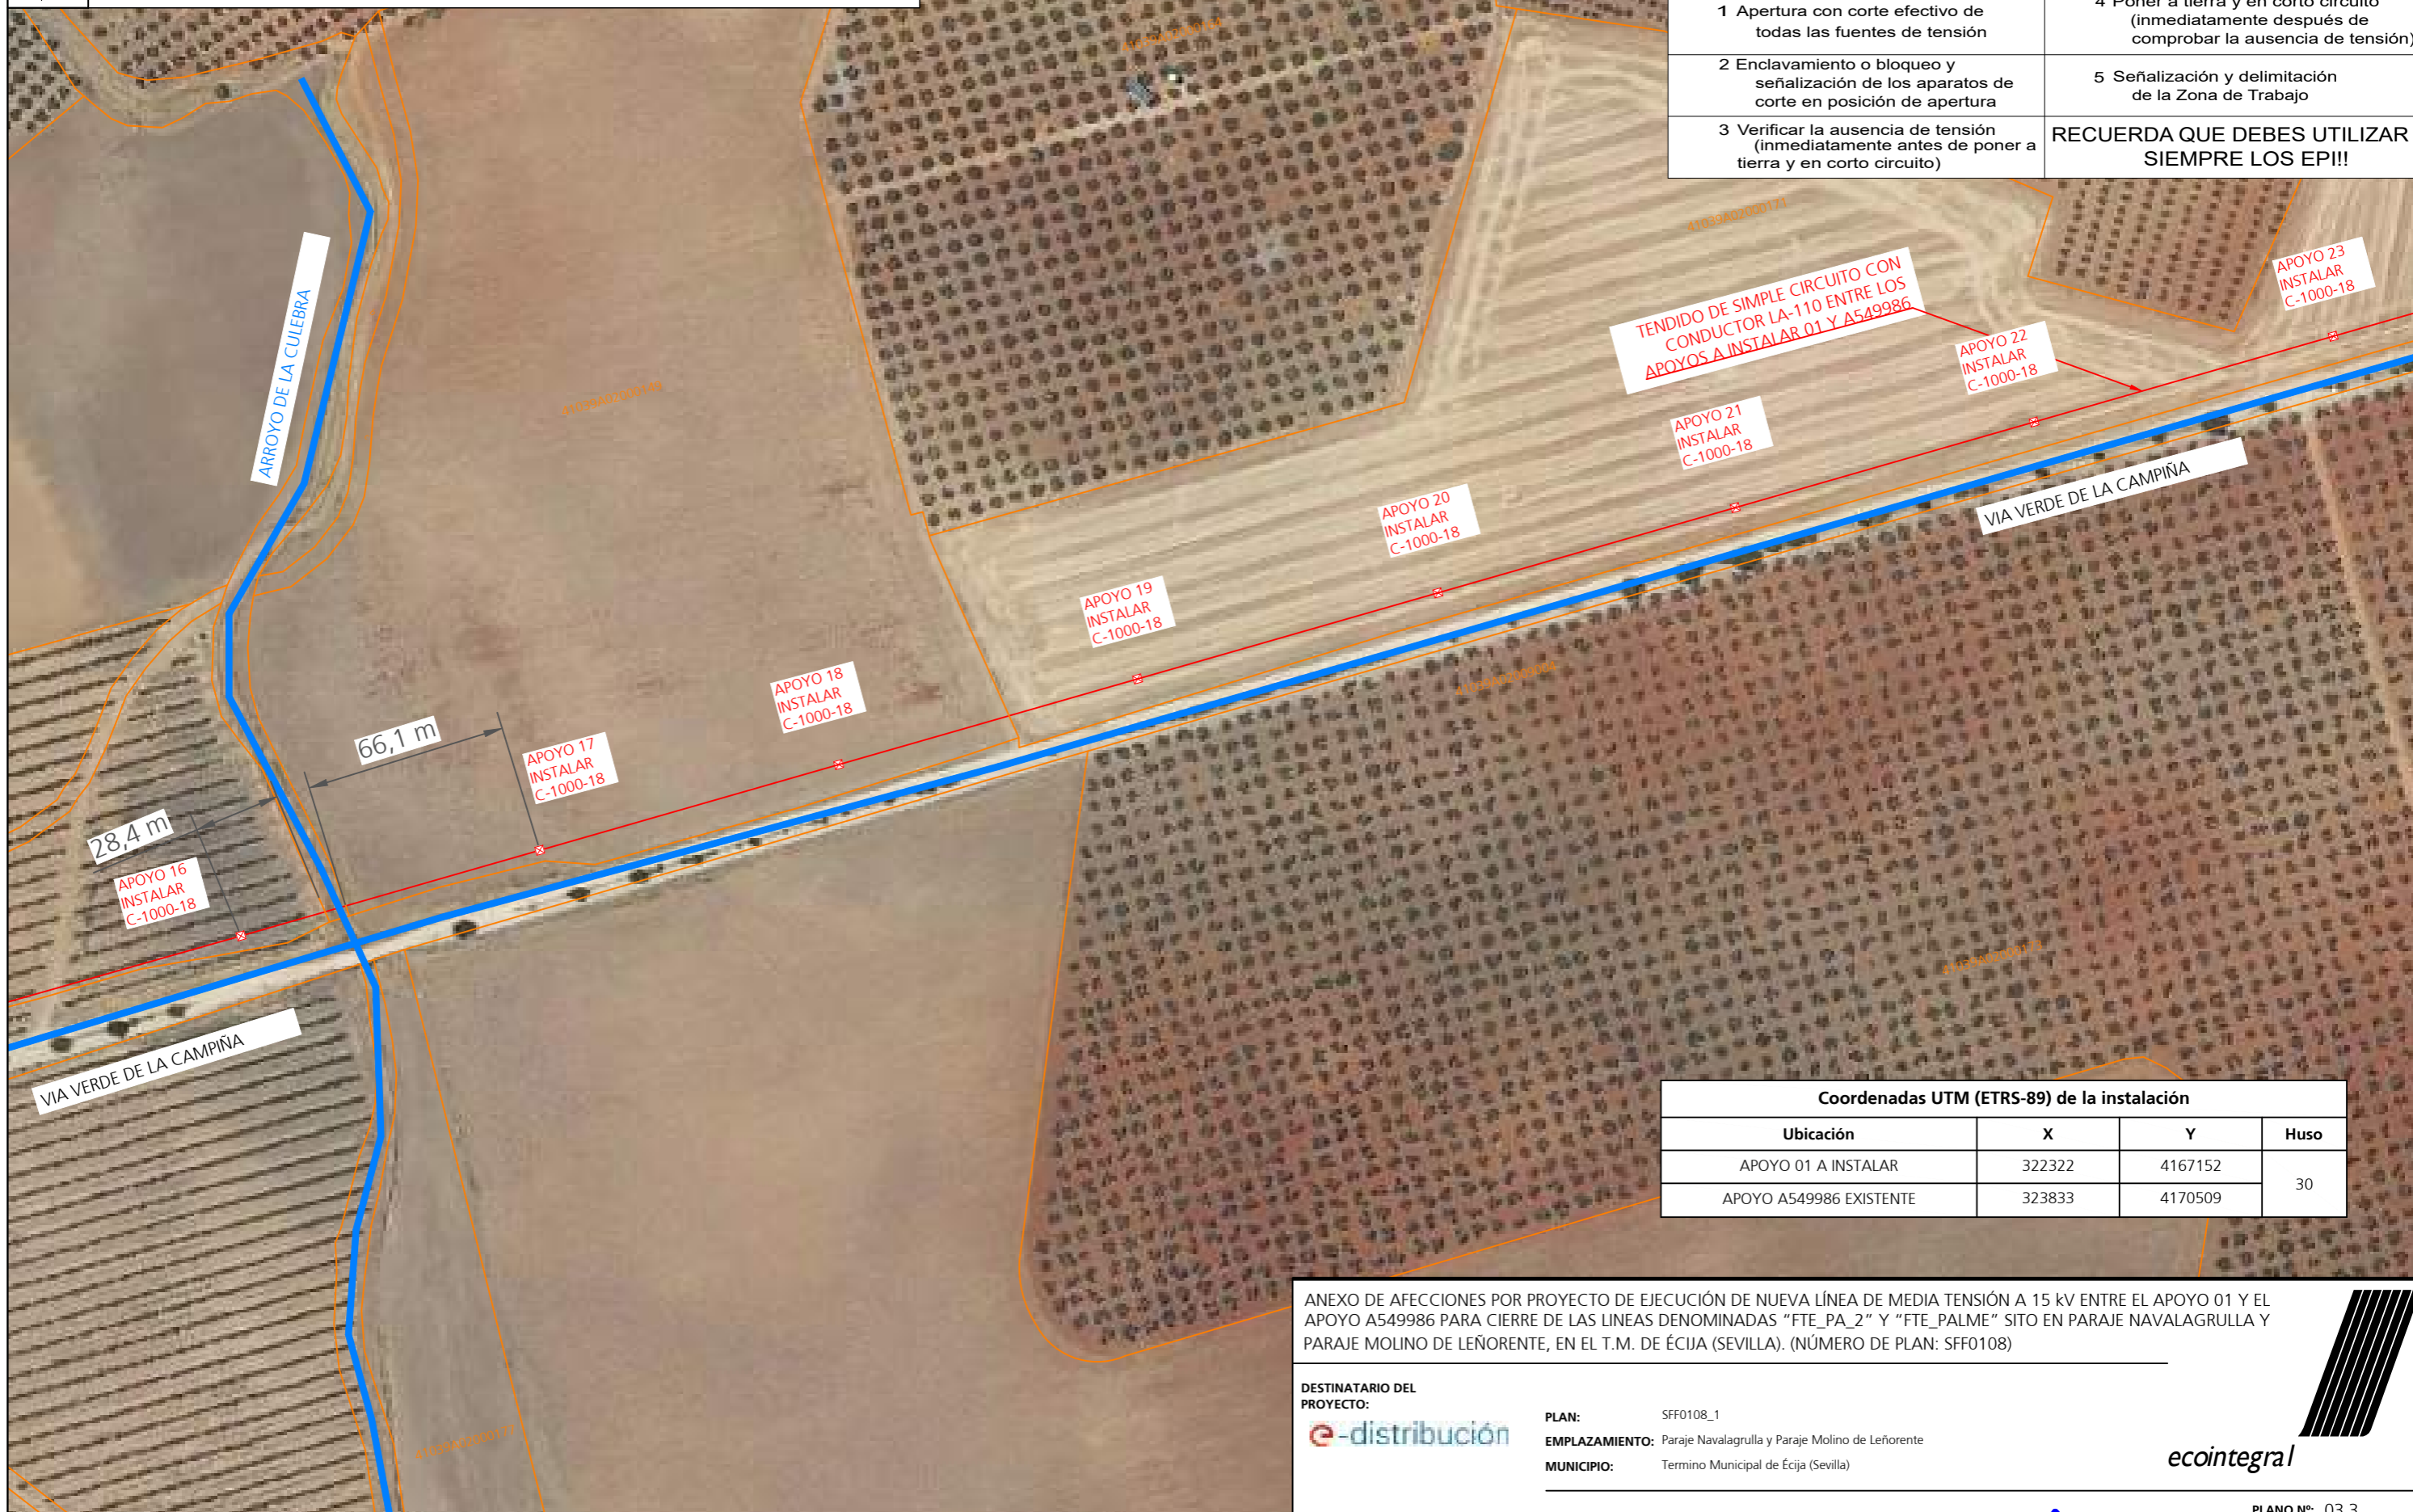 1 Apertura con corte efectivo de
todas las fuentes de tensión
4 Poner a tierra y en corto circuito
(inmediatamente después de
comprobar la ausencia de tensión)
2 Enclavamiento o bloqueo y
señalización de los aparatos de
corte en posición de apertura
5 Señalización y delimitación
de la Zona de Trabajo
3 Verificar la ausencia de tensión
(inmediatamente antes de poner a
tierra y en corto circuito)
RECUERDA QUE DEBES UTILIZAR
SIEMPRE LOS EPI!!
ARROYO DE LA CULEBRA
TENDIDO DE SIMPLE CIRCUITO CON
CONDUCTOR LA-110 ENTRE LOS
APOYOS A INSTALAR 01 Y A549986
APOYO 23
INSTALAR
C-1000-18
APOYO 22
INSTALAR
C-1000-18
APOYO 21
INSTALAR
C-1000-18
VIA VERDE DE LA CAMPIÑA
APOYO 20
INSTALAR
C-1000-18
APOYO 19
INSTALAR
C-1000-18
APOYO 18
INSTALAR
C-1000-18
66,1 m
APOYO 17
INSTALAR
C-1000-18
28,4 m
APOYO 16
INSTALAR
C-1000-18
VIA VERDE DE LA CAMPIÑA
Coordenadas UTM (ETRS-89) de la instalación
Ubicación X Y Huso
APOYO 01 A INSTALAR 322322 4167152
30
APOYO A549986 EXISTENTE 323833 4170509
ANEXO DE AFECCIONES POR PROYECTO DE EJECUCIÓN DE NUEVA LÍNEA DE MEDIA TENSIÓN A 15 kV ENTRE EL APOYO 01 Y EL
APOYO A549986 PARA CIERRE DE LAS LINEAS DENOMINADAS “FTE_PA_2” Y “FTE_PALME” SITO EN PARAJE NAVALAGRULLA Y
PARAJE MOLINO DE LEÑORENTE, EN EL T.M. DE ÉCIJA (SEVILLA). (NÚMERO DE PLAN: SFF0108)
DESTINATARIO DEL
PROYECTO:
e-distribución
PLAN: SFF0108_1
EMPLAZAMIENTO: Paraje Navalagrulla y Paraje Molino de Leñorente
MUNICIPIO: Termino Municipal de Écija (Sevilla)
ecointegral
PLANO Nº: 03.3